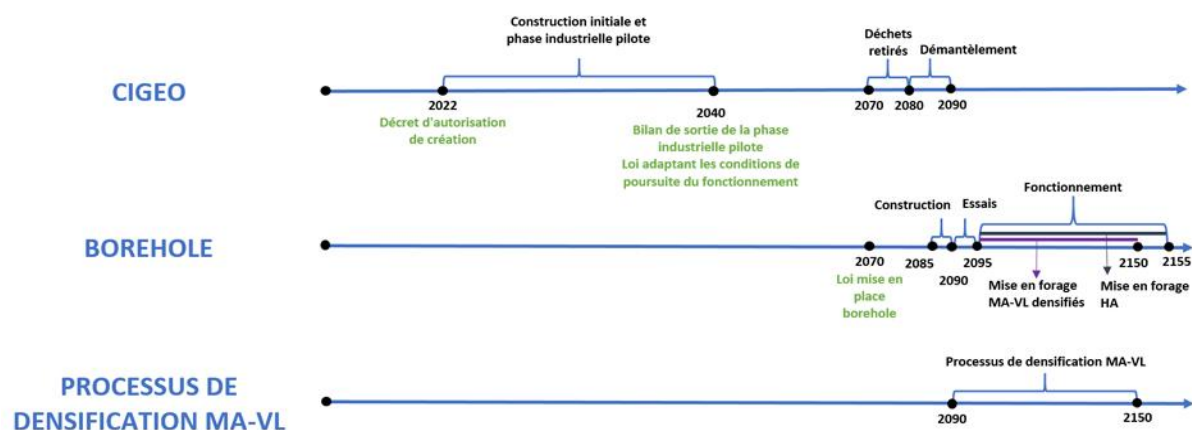 Construction initiale et
phase industrielle pilote
Déchets
retirés
Démantèlement
CIGEO
2022
2040
2070
2080
2090
Décret d'autorisation
de création
Bilan de sortie de la phase
industrielle pilote
Loi adaptant les conditions de
poursuite du fonctionnement
Fonctionnement
Construction
Essais
BOREHOLE
2070
2085
2090
2095
2150
2155
Loi mise en
place
borehole
Mise en forage
MA-VL densifiés
Mise en forage
HA
Processus de densification MA-VL
PROCESSUS DE
DENSIFICATION MA-VL
2090
2150